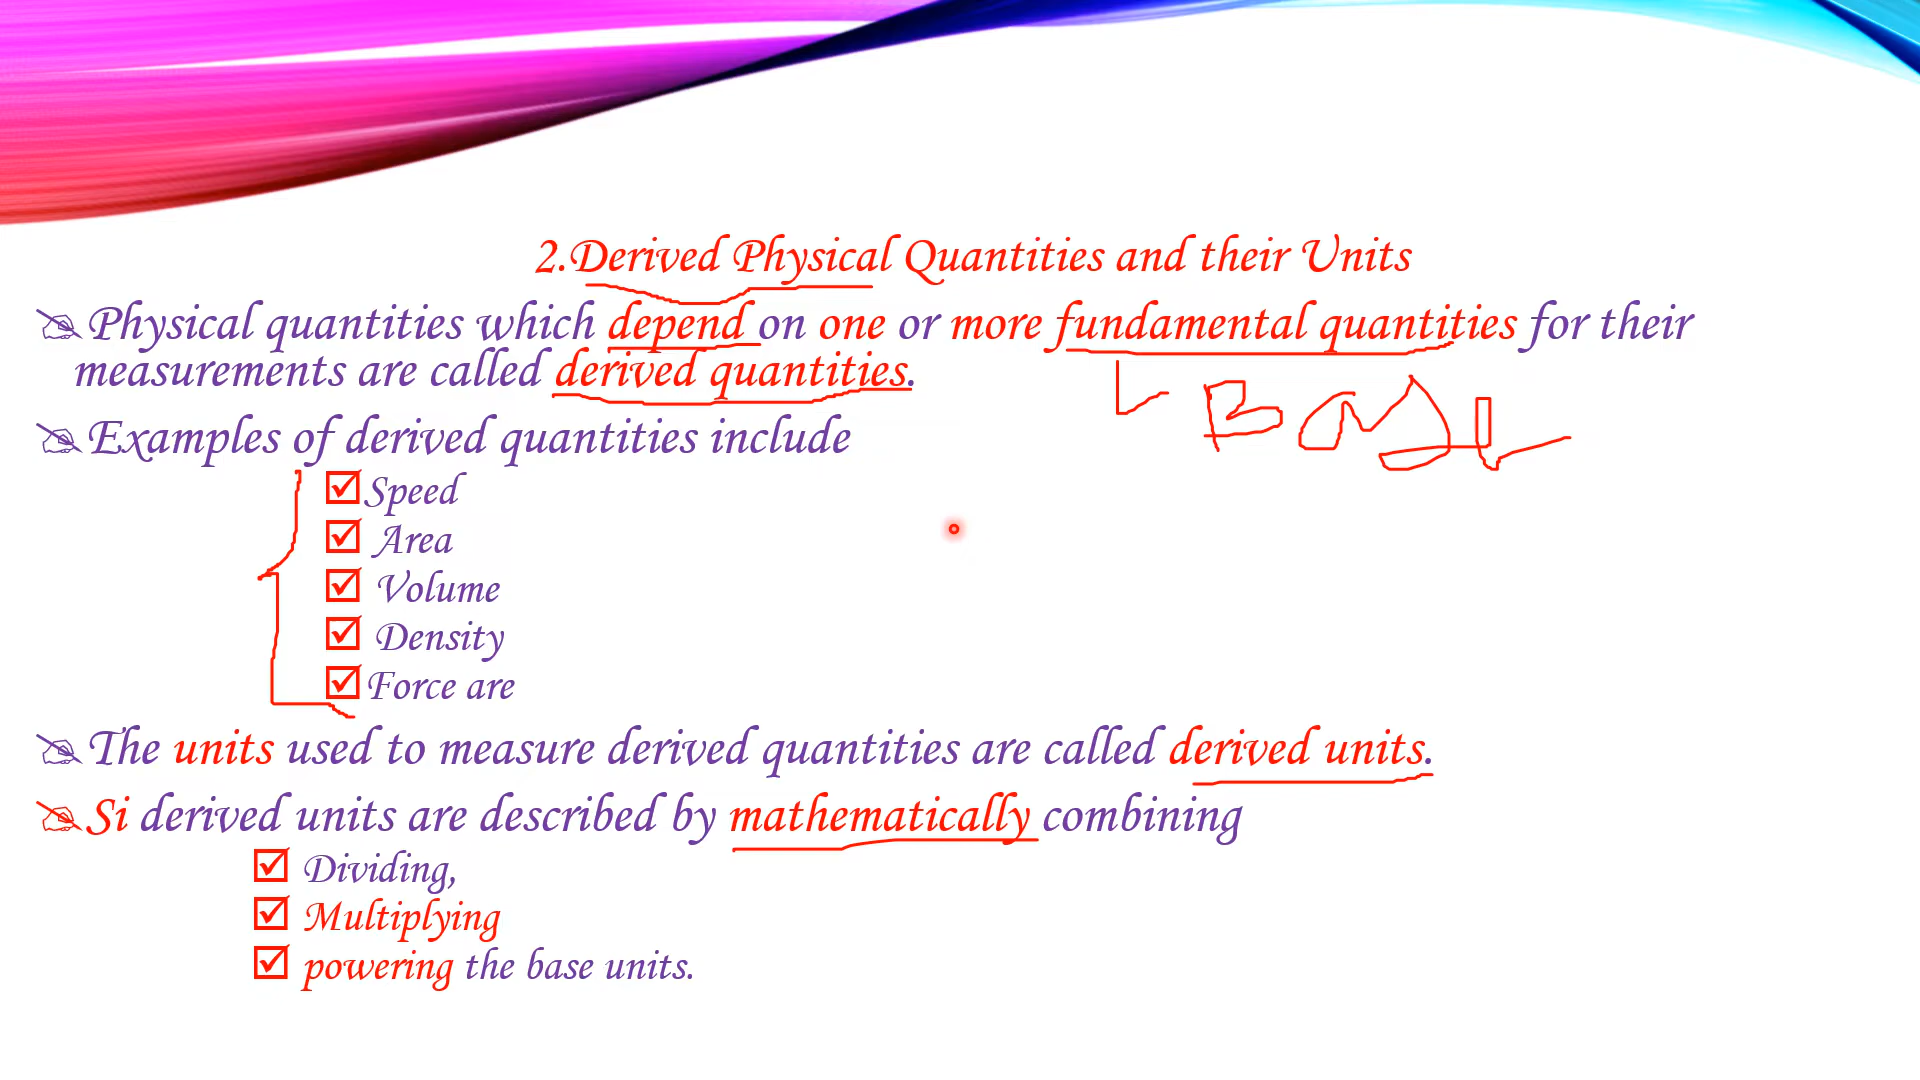 2.Derived Physical Quantities and their Units
Physical quantities which depend on one or more fundamental quantities for their
measurements are called derived quantities.
Basic
Examples of derived quantities include
Speed
Area
Volume
Density
Force are
The units used to measure derived quantities are called derived units.
Si derived units are described by mathematically combining
Dividing,
Multiplying
powering the base units.